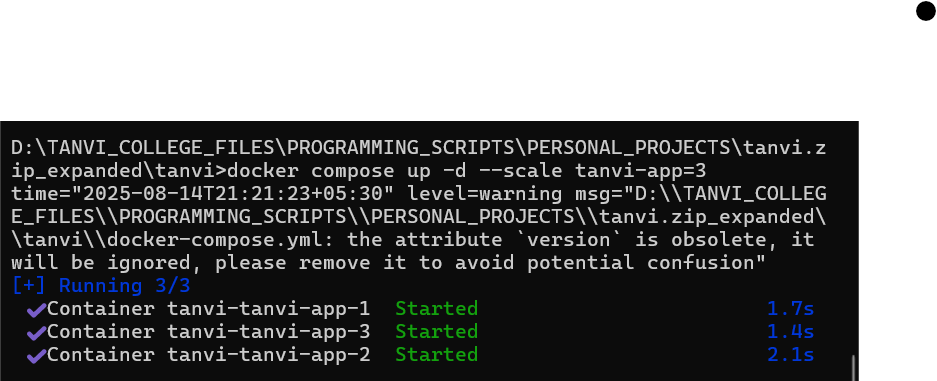 D:\TANVI_COLLEGE_FILES\PROGRAMMING_SCRIPTS\PERSONAL_PROJECTS\tanvi.z
ip_expanded\tanvi>docker compose up -d --scale tanvi-app=3
time="2025-08-14T21:21:23+05:30" level=warning msg="D:\\TANVI_COLLEG
E_FILES\\PROGRAMMING_SCRIPTS\\PERSONAL_PROJECTS\\tanvi.zip_expanded\
\tanvi\\docker-compose.yml: the attribute `version` is obsolete, it
will be ignored, please remove it to avoid potential confusion"
[+] Running 3/3
✔Container tanvi-tanvi-app-1  Started  1.7s
✔Container tanvi-tanvi-app-3  Started  1.4s
✔Container tanvi-tanvi-app-2  Started  2.1s